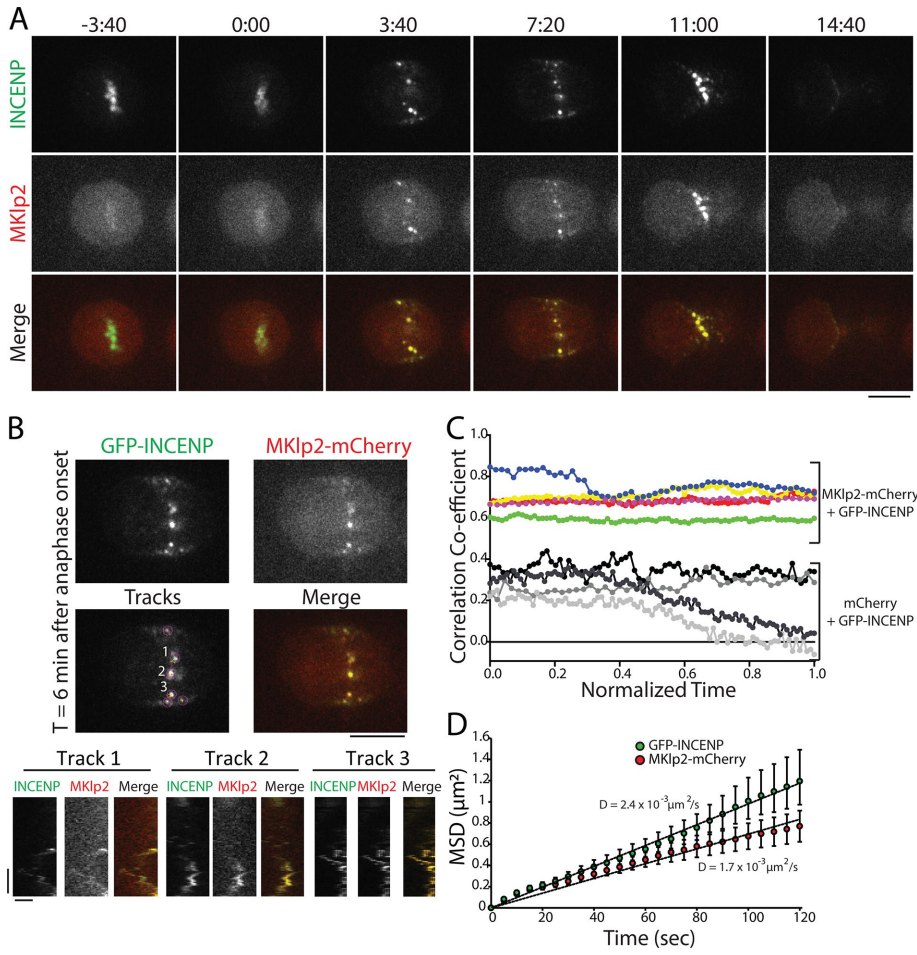 A
-3:40 0:00 3:40 7:20 11:00 14:40
INCENP
MKlp2
Merge
B
GFP-INCENP MKlp2-mCherry
T = 6 min after anaphase onset
Tracks Merge
1
2
3
Track 1 Track 2 Track 3
INCENP MKlp2 Merge INCENP MKlp2 Merge INCENP MKlp2 Merge
C
Correlation Co-efficient
1.0
0.8
0.6
0.4
0.2
0.0
0.0 0.2 0.4 0.6 0.8 1.0
Normalized Time
MKlp2-mCherry
+ GFP-INCENP
mCherry
+ GFP-INCENP
D
MSD (μm²)
1.6
1.4
1.2
1
0.8
0.6
0.4
0.2
0
0 20 40 60 80 100 120
Time (sec)
GFP-INCENP
MKlp2-mCherry
D = 2.4 x 10⁻³μm²/s
D = 1.7 x 10⁻³μm²/s